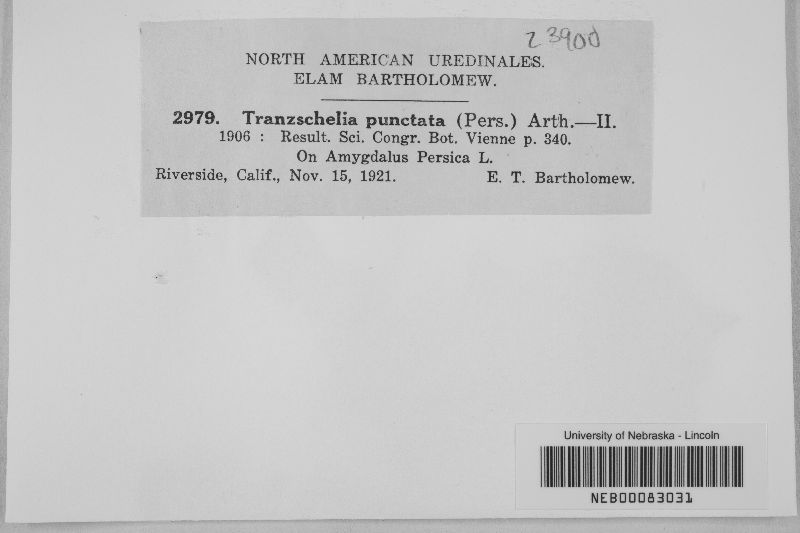 23900
NORTH AMERICAN UREDINALES.
ELAM BARTHOLOMEW.
2979. Tranzschelia punctata (Pers.) Arth.—II.
1906 : Result. Sci. Congr. Bot. Vienne p. 340.
On Amygdalus Persica L.
Riverside, Calif., Nov. 15, 1921. E. T. Bartholomew.
University of Nebraska - Lincoln
NEB00083031